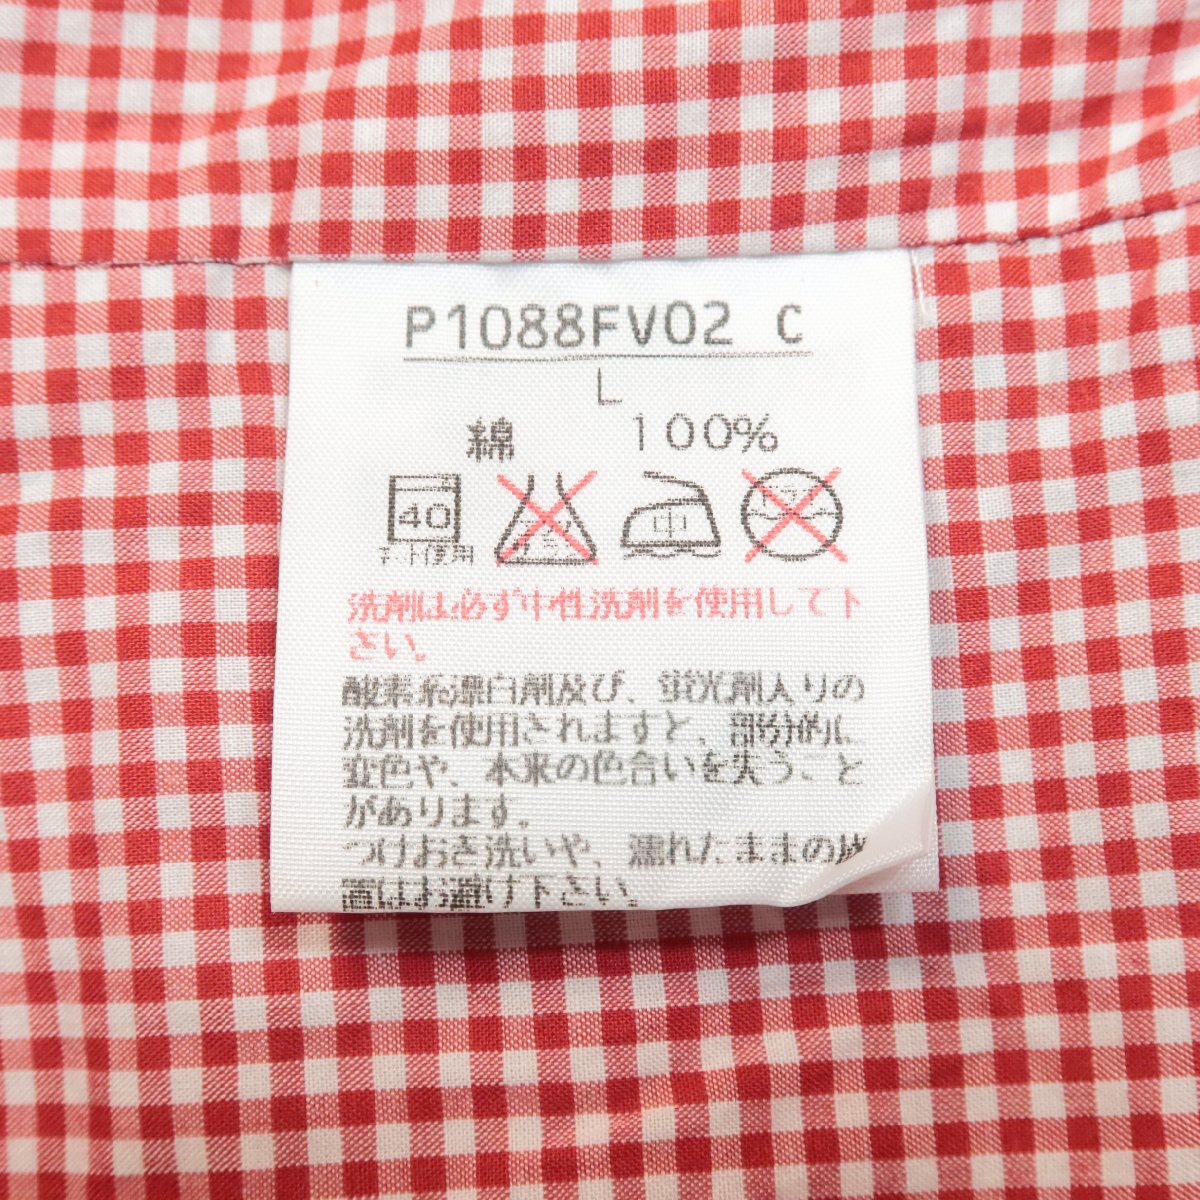 P1088FV02 C
L
綿 100%
40 中
ネット使用
洗剤は必ず中性洗剤を使用して下
さい。
酸素系漂白剤及び、蛍光剤入りの
洗剤を使用されますと、部分的に
変色や、本来の色合いを失うこと
があります。
つけおき洗いや、濡れたままの放
置はお避け下さい。